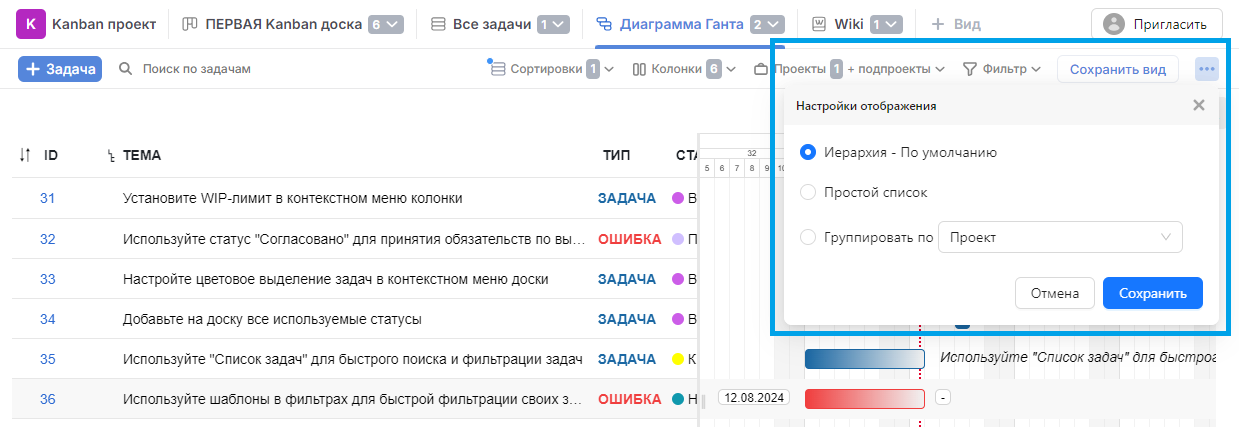 K Kanban проект ПЕРВАЯ Kanban доска 6 Все задачи 1 Диаграмма Ганта 2 Wiki 1 + Вид Пригласить
+ Задача Поиск по задачам Сортировки 1 Колонки 6 Проекты 1 + подпроекты Фильтр Сохранить вид ...
Настройки отображения
ID ТЕМА ТИП СТА
32
5 6 7 8 9 10
Иерархия - По умолчанию
Простой список
Группировать по Проект
Отмена Сохранить
31 Установите WIP-лимит в контекстном меню колонки ЗАДАЧА В
32 Используйте статус "Согласовано" для принятия обязательств по вы... ОШИБКА П
33 Настройте цветовое выделение задач в контекстном меню доски ЗАДАЧА В
34 Добавьте на доску все используемые статусы ЗАДАЧА В
35 Используйте "Список задач" для быстрого поиска и фильтрации задач ЗАДАЧА К Используйте "Список задач" для быстрог
36 Используйте шаблоны в фильтрах для быстрой фильтрации своих з... ОШИБКА Н 12.08.2024 -